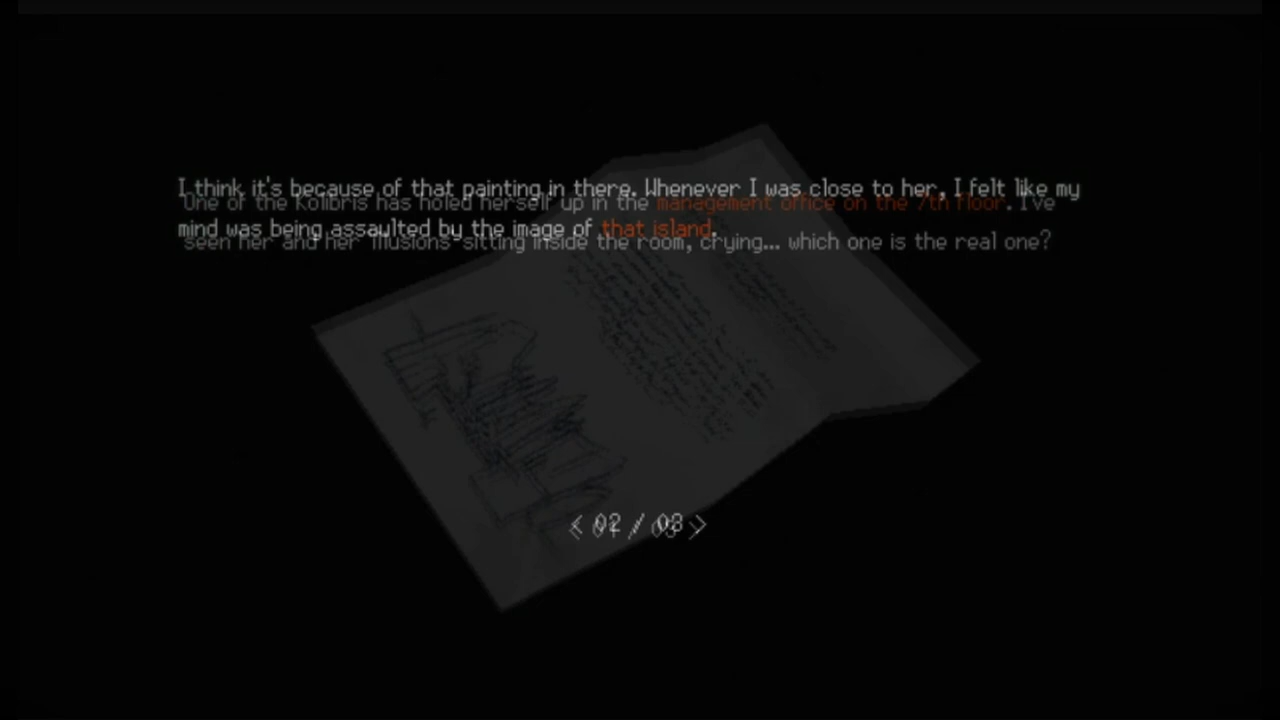 I think it's because of that painting in there. Whenever I was close to her, I felt like my
One of the Kolibris has holed herself up in the management office on the 7th floor. I've
mind was being assaulted by the image of that island.
seen her and her "illusions" sitting inside the room, crying... which one is the real one?
< 02 / 03 >